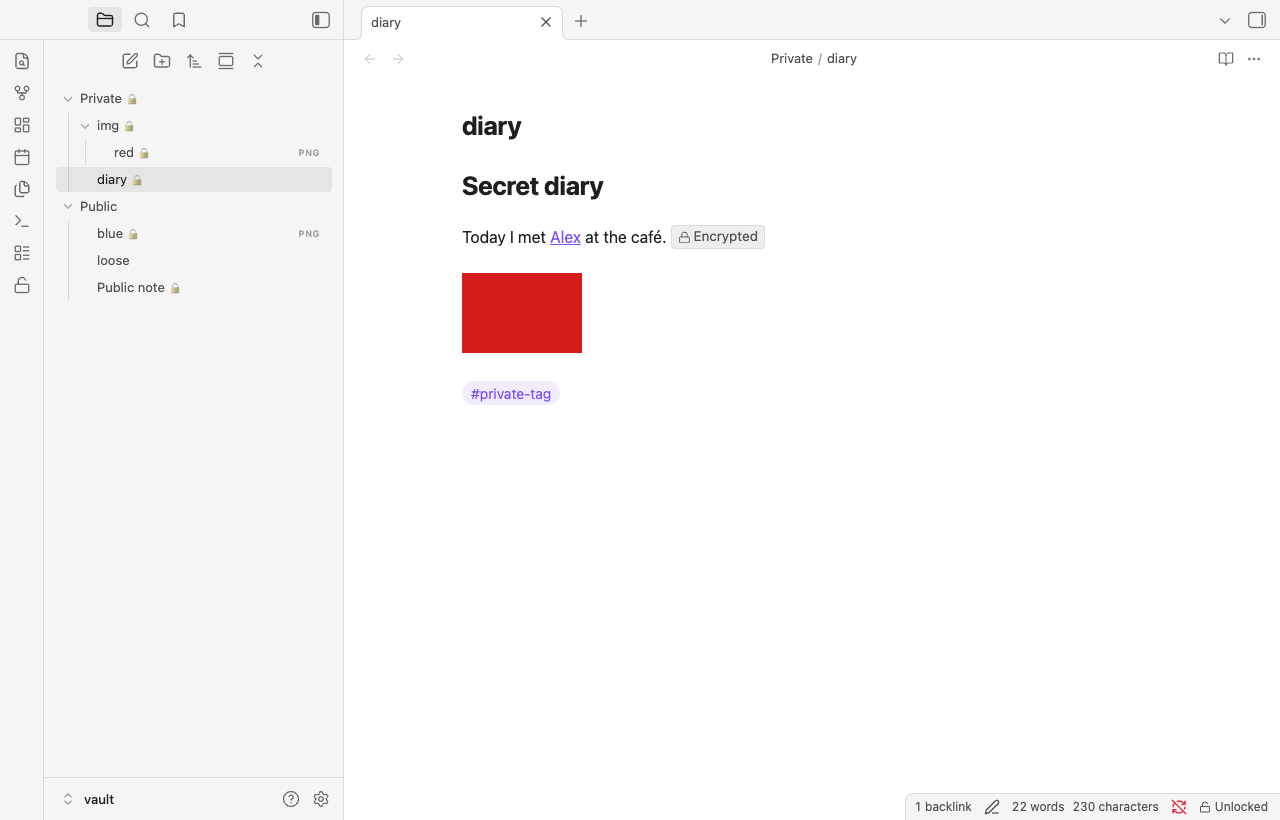 diary
Private / diary
Private
img
red PNG
diary
Public
blue PNG
loose
Public note
diary
Secret diary
Today I met Alex at the café. Encrypted
#private-tag
vault
1 backlink 22 words 230 characters Unlocked